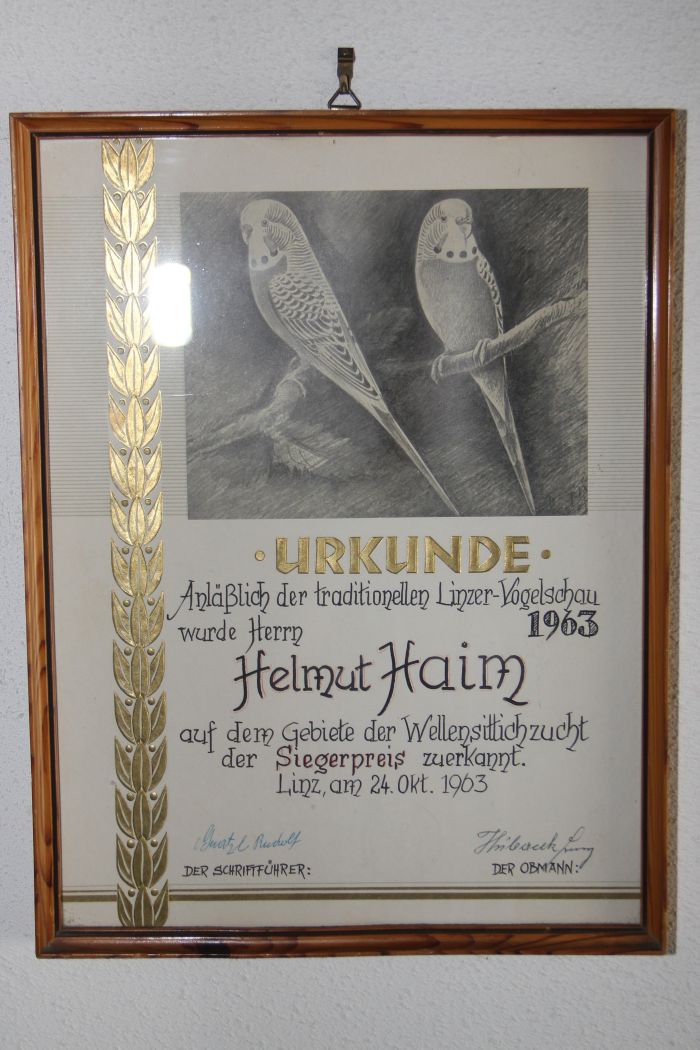 · URKUNDE ·
Anläßlich der traditionellen Linzer-Vogelschau
wurde Herrn 1963
Helmut Haim
auf dem Gebiete der Wellensittichzucht
der Siegerpreis zuerkannt.
Linz, am 24. Okt. 1963
Rudolf
DER SCHRIFTFÜHRER:
DER OBMANN: